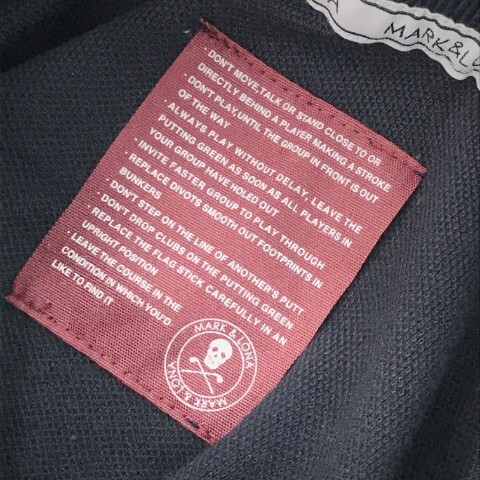 MARK&LO
· DON'T MOVE, TALK OR STAND CLOSE TO OR
DIRECTLY BEHIND A PLAYER MAKING A STROKE
· DON'T PLAY, UNTIL THE GROUP IN FRONT IS OUT
OF THE WAY
· ALWAYS PLAY WITHOUT DELAY, LEAVE THE
PUTTING GREEN AS SOON AS ALL PLAYERS IN
YOUR GROUP HAVE HOLED OUT
· INVITE FASTER GROUP TO PLAY THROUGH
· REPLACE DIVOTS SMOOTH OUT FOOTPRINTS IN
BUNKERS
· DON'T STEP ON THE LINE OF ANOTHER'S PUTT
· DON'T DROP CLUBS ON THE PUTTING GREEN
· REPLACE THE FLAG STICK CAREFULLY IN AN
UPRIGHT POSITION
· LEAVE THE COURSE IN THE
CONDITION IN WHICH YOU'D
LIKE TO FIND IT
MARK & LONA
MARK & LONA
MARK & LONA